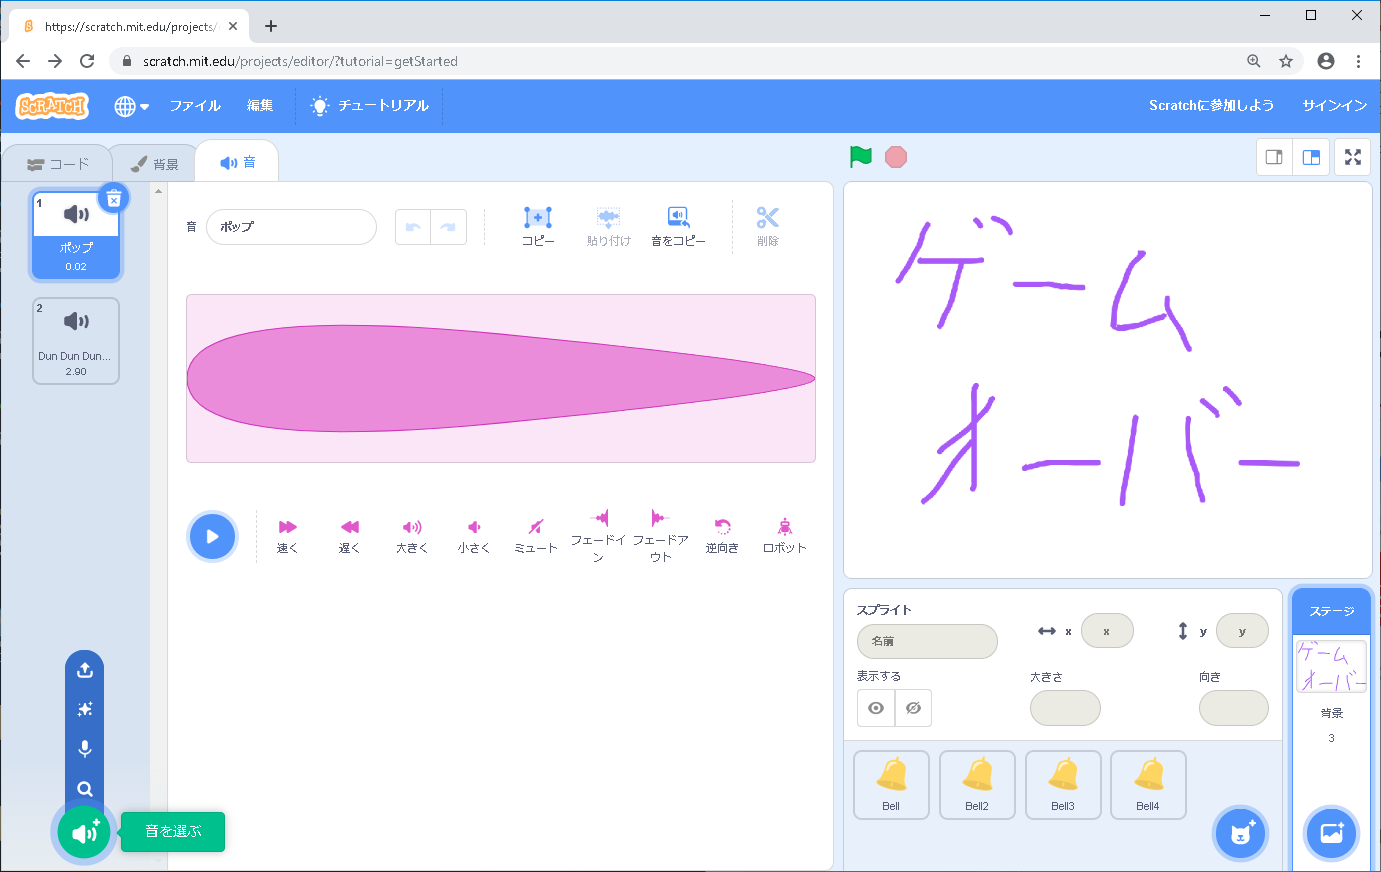 https://scratch.mit.edu/projects/
scratch.mit.edu/projects/editor/?tutorial=getStarted
SCRATCH
ファイル
編集
チュートリアル
Scratchに参加しよう
サインイン
コード
背景
音
1
ポップ
0.02
2
Dun Dun Dun...
2.90
音
ポップ
コピー
貼り付け
音をコピー
削除
速く
遅く
大きく
小さく
ミュート
フェードイ
ン
フェードア
ウト
逆向き
ロボット
音を選ぶ
ゲーム
オーバー
スプライト
名前
x
x
y
y
表示する
大きさ
向き
Bell
Bell2
Bell3
Bell4
ステージ
ゲーム
オーバー
背景
3